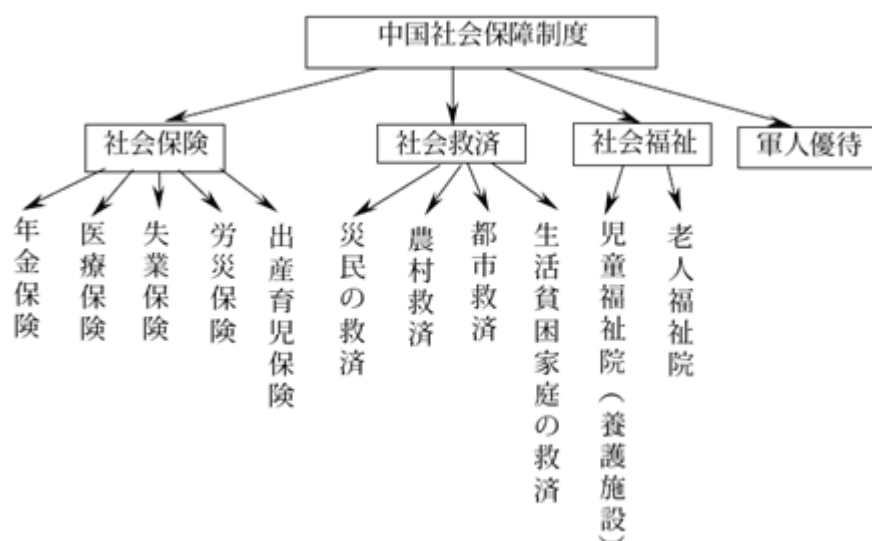 中国社会保障制度
社会保険
社会救済
社会福祉
軍人優待
年金保険
医療保険
失業保険
労災保険
出産育児保険
災民の救済
農村救済
都市救済
生活貧困家庭の救済
児童福祉院(養護施設)
老人福祉院